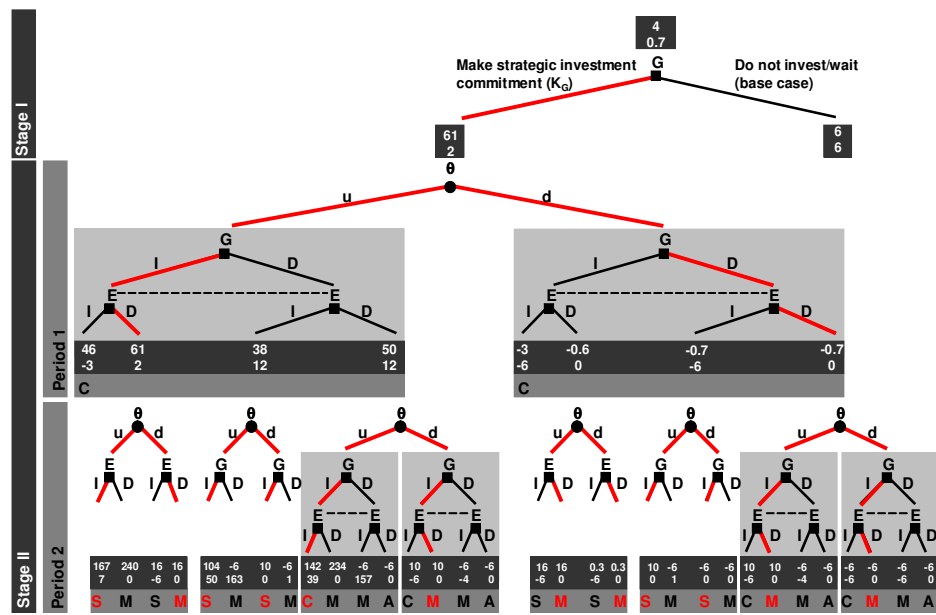 4
0.7
G
Make strategic investment
commitment (KG)
Do not invest/wait
(base case)
Stage I
61
2
6
6
θ
u
d
G
G
I
D
I
D
E
E
E
E
I
D
I
D
I
D
I
D
Period 1
46
-3
61
2
38
12
50
12
-3
-6
-0.6
0
-0.7
-6
-0.7
0
C
C
Stage II
Period 2
θ
θ
θ
θ
θ
θ
u d
u d
u d
u d
u d
u d
E E
G G
G G
E E
G G
G G
I D I D
I D I D
I D I D
I D I D
I D I D
I D I D
E E
E E
E E
E E
I D I D
I D I D
167 240 16 16
7 0 -6 0
S M S M
104 -6 10 -6
50 163 0 1
S M S M
142 234 -6 -6
39 0 157 0
C M M A
10 10 -6 -6
-6 0 -4 0
C M M A
16 16 0.3 0.3
-6 0 -6 0
S M S M
10 -6 -6 -6
0 1 0 0
S M S M
10 10 -6 -6
-6 0 -4 0
C M M A
-6 -6 -6 -6
-6 0 -6 0
C M M A